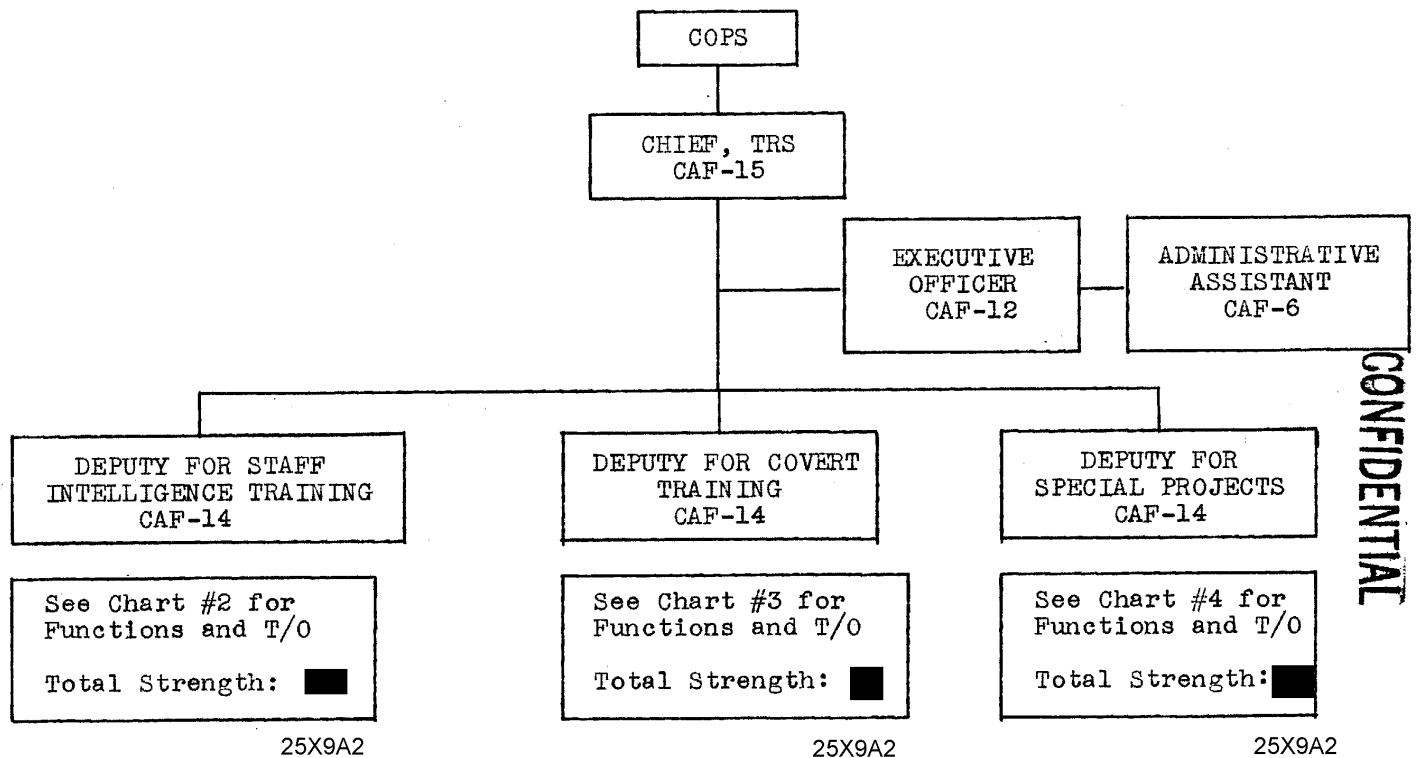 COPS
CHIEF, TRS
CAF-15
EXECUTIVE
OFFICER
CAF-12
ADMINISTRATIVE
ASSISTANT
CAF-6
CONFIDENTIAL
DEPUTY FOR STAFF
INTELLIGENCE TRAINING
CAF-14
DEPUTY FOR COVERT
TRAINING
CAF-14
DEPUTY FOR
SPECIAL PROJECTS
CAF-14
See Chart #2 for
Functions and T/O
Total Strength:
25X9A2
See Chart #3 for
Functions and T/O
Total Strength:
25X9A2
See Chart #4 for
Functions and T/O
Total Strength:
25X9A2